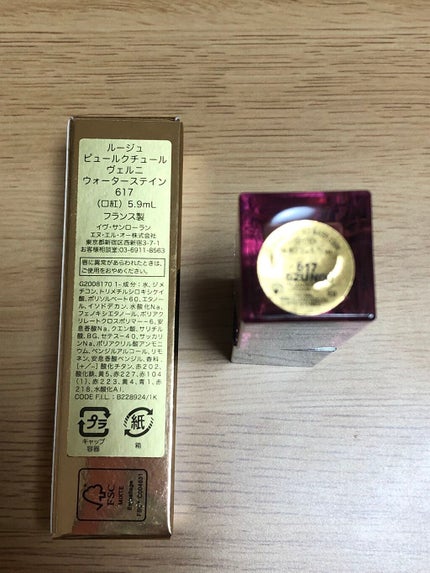 ルージュ
ピュールクチュール
ヴェルニ
ウォーターステイン
617
(口紅) 5.9mL
フランス製
イヴ・サンローラン
エヌ・エル・オー株式会社
東京都新宿区西新宿3-7-1
お客様相談室:03-6911-8563
唇に異常があらわれたときは、
ご使用をおやめください。
G2008170 1-成分:水,ジメ
チコン,トリメチルシロキシケイ
酸,ポリソルベート60,エタノー
ル,イソドデカン,水酸化Na,
フェノキシエタノール,ポリアク
リレートクロスポリマー6,安
息香酸Na,クエン酸,サリチル
酸,BG,セテス-40,サッカ
リンNa,ポリアクリル酸アンモ
ニウム,ベンジルアルコール,リモ
ネン,安息香酸ベンジル,香料,
[+/-]酸化チタン,赤202,
酸化鉄,黄5,赤227,赤104
(1),赤223,黄4,青1,赤
218,水酸化Al.
CODE F.I.L.: B228924/1K
プラ
キャップ
容器
紙
箱
FSC
MIXTE
Emballage
617